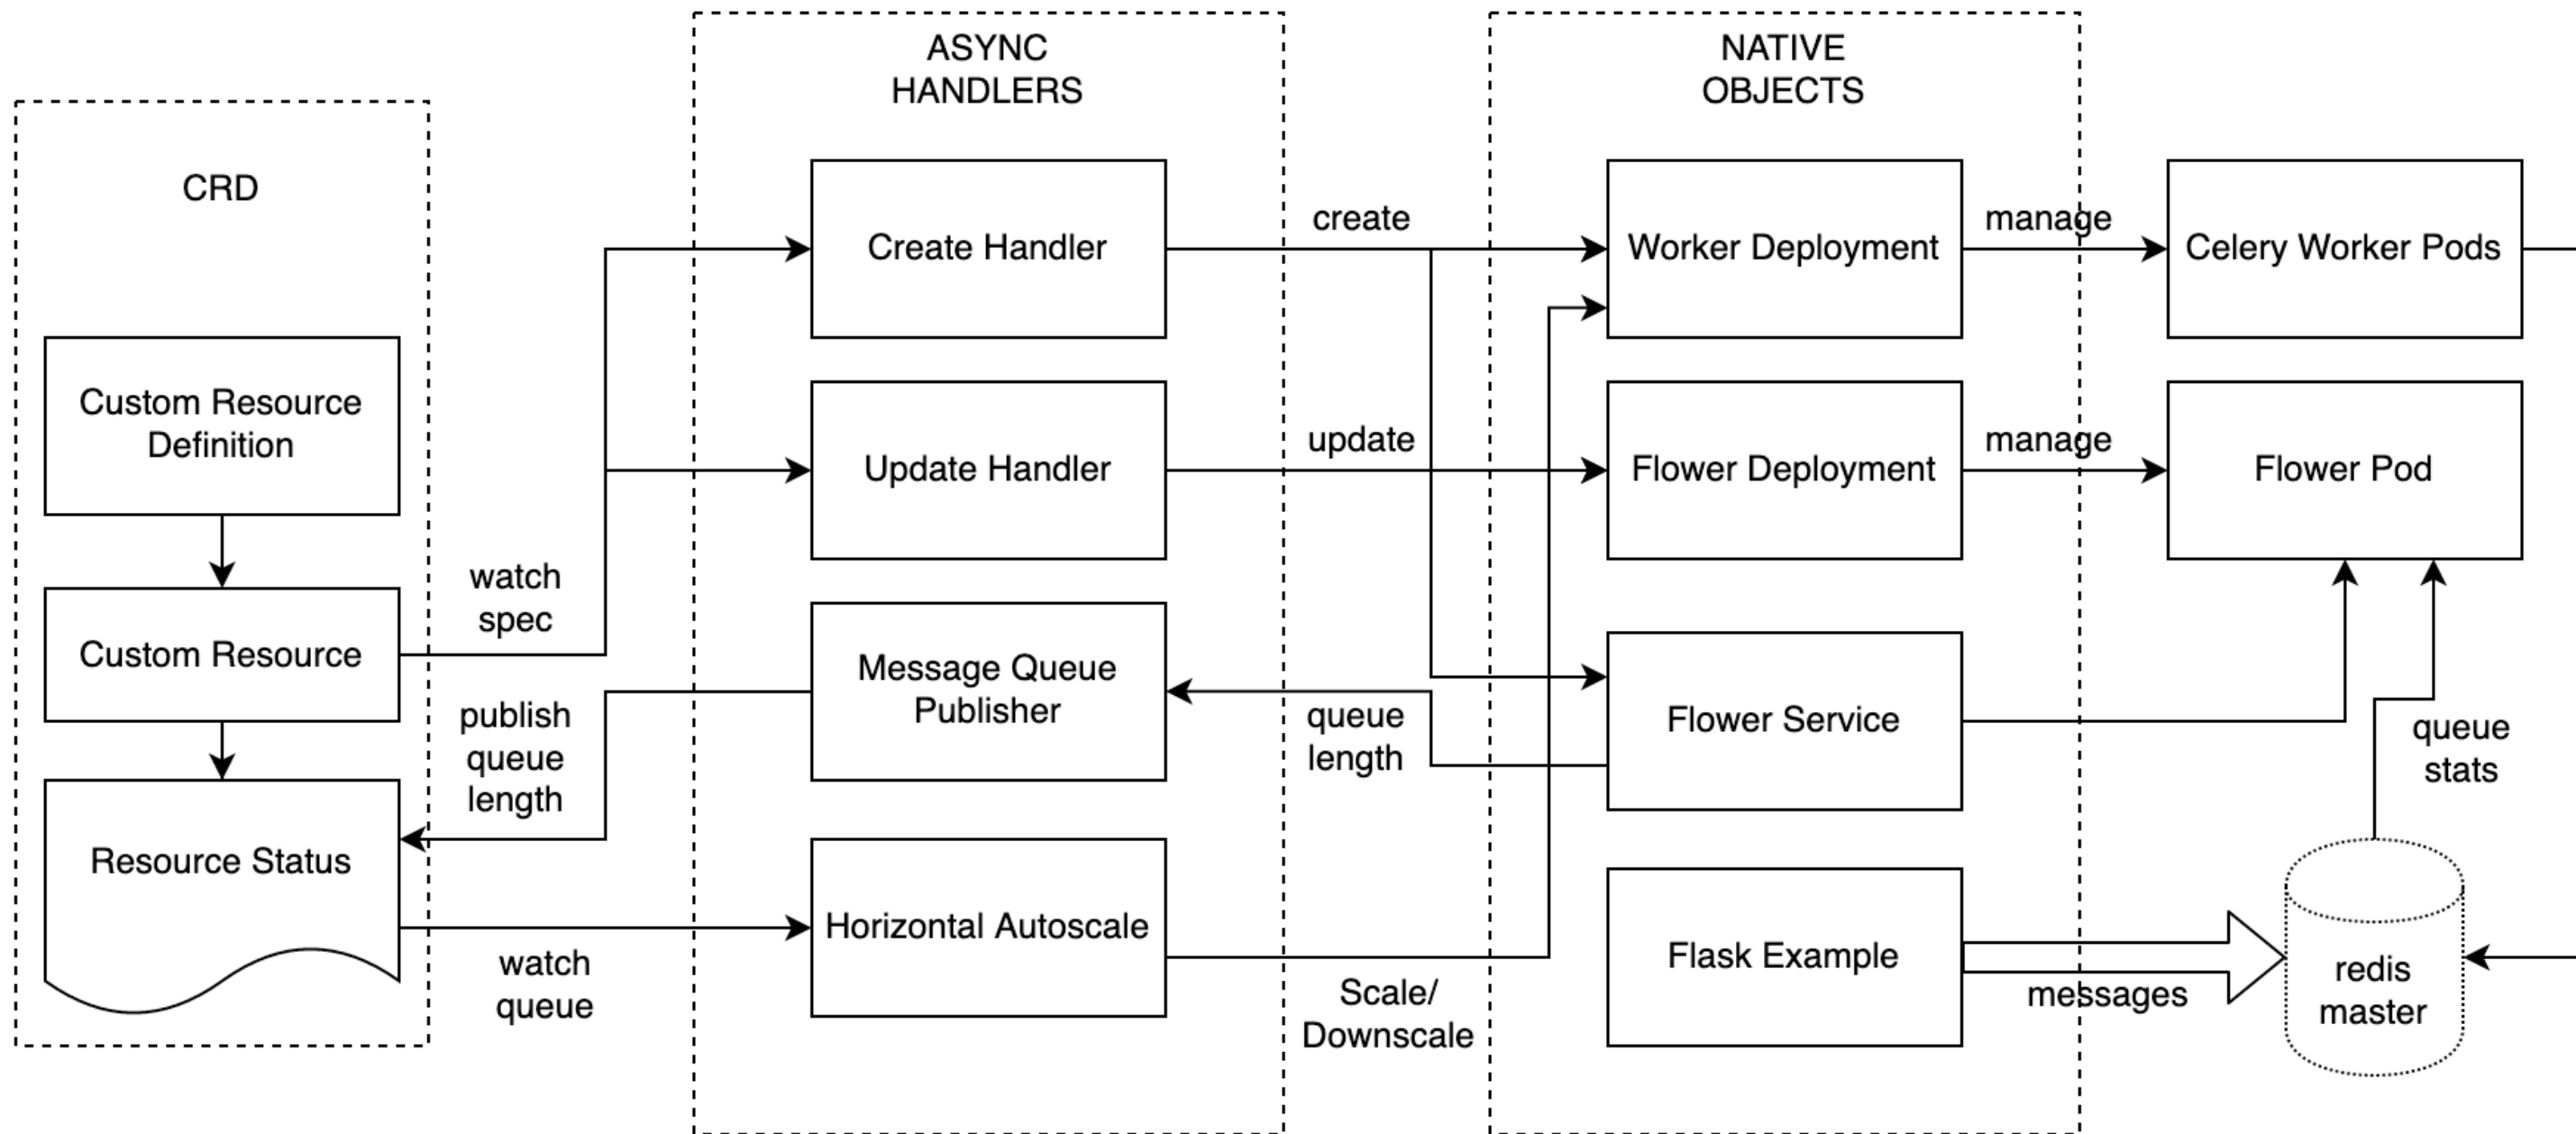 CRD
Custom Resource
Definition
Custom Resource
Resource Status
watch
spec
publish
queue
length
watch
queue
ASYNC
HANDLERS
Create Handler
Update Handler
Message Queue
Publisher
Horizontal Autoscale
create
update
queue
length
Scale/
Downscale
NATIVE
OBJECTS
Worker Deployment
Flower Deployment
Flower Service
Flask Example
manage
manage
messages
Celery Worker Pods
Flower Pod
queue
stats
redis
master